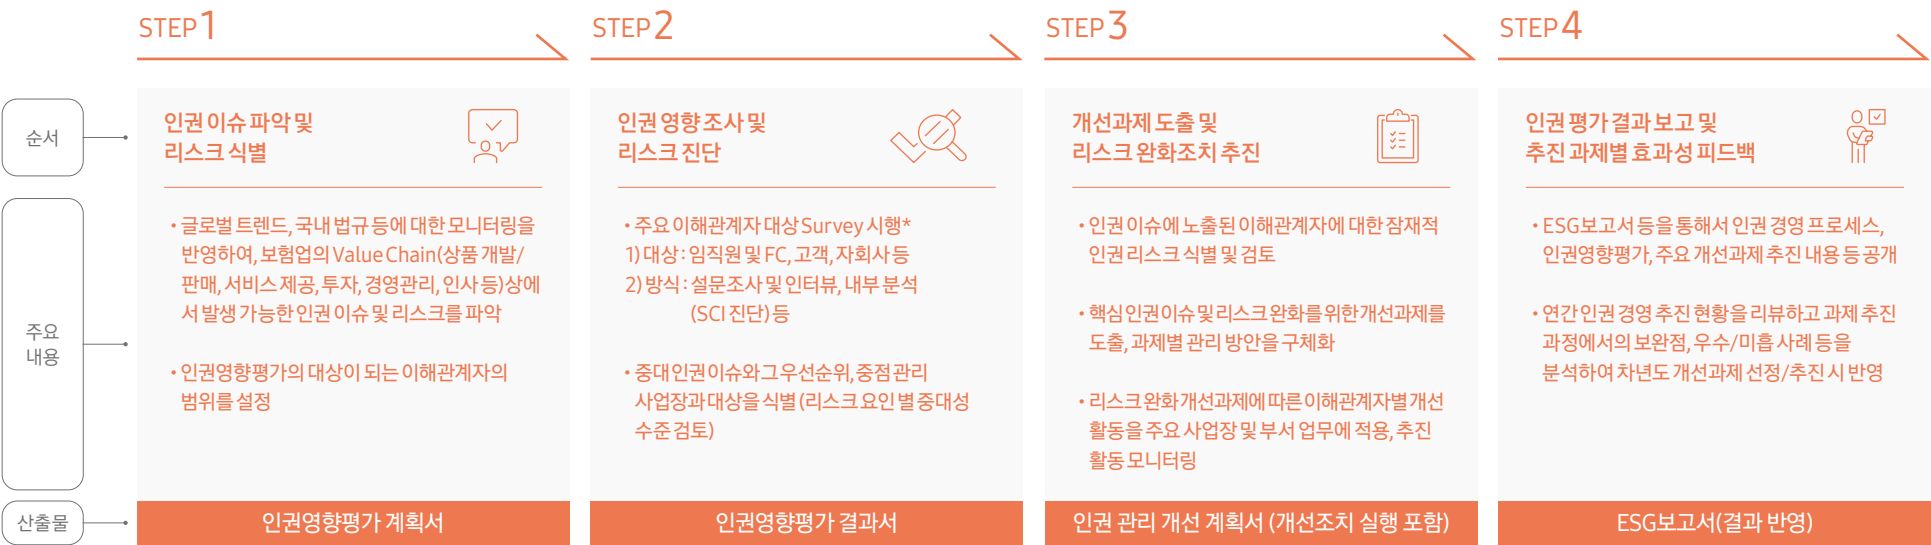 STEP 1
STEP 2
STEP 3
STEP 4
순서
인권 이슈 파악 및
리스크 식별
인권 영향 조사 및
리스크 진단
개선과제 도출 및
리스크 완화조치 추진
인권 평가 결과 보고 및
추진 과제별 효과성 피드백
주요
내용
• 글로벌 트렌드, 국내 법규 등에 대한 모니터링을
반영하여, 보험업의 Value Chain(상품 개발/
판매, 서비스 제공, 투자, 경영관리, 인사 등)상에
서 발생 가능한 인권 이슈 및 리스크를 파악
• 인권영향평가의 대상이 되는 이해관계자의
범위를 설정
• 주요 이해관계자 대상 Survey 시행*
1) 대상 : 임직원 및 FC, 고객, 자회사 등
2) 방식 : 설문조사 및 인터뷰, 내부 분석
(SCI 진단) 등
• 중대 인권 이슈와 그 우선순위, 중점 관리
사업장과 대상을 식별 (리스크 요인 별 중대성
수준 검토)
• 인권 이슈에 노출된 이해관계자에 대한 잠재적
인권 리스크 식별 및 검토
• 핵심 인권 이슈 및 리스크 완화를 위한 개선과제를
도출, 과제별 관리 방안을 구체화
• 리스크 완화 개선과제에 따른 이해관계자별 개선
활동을 주요 사업장 및 부서 업무에 적용, 추진
활동 모니터링
• ESG보고서 등을 통해서 인권 경영 프로세스,
인권영향평가, 주요 개선과제 추진 내용 등 공개
• 연간 인권 경영 추진 현황을 리뷰하고 과제 추진
과정에서의 보완점, 우수/미흡 사례 등을
분석하여 차년도 개선과제 선정/추진 시 반영
산출물
인권영향평가 계획서
인권영향평가 결과서
인권 관리 개선 계획서 (개선조치 실행 포함)
ESG보고서(결과 반영)